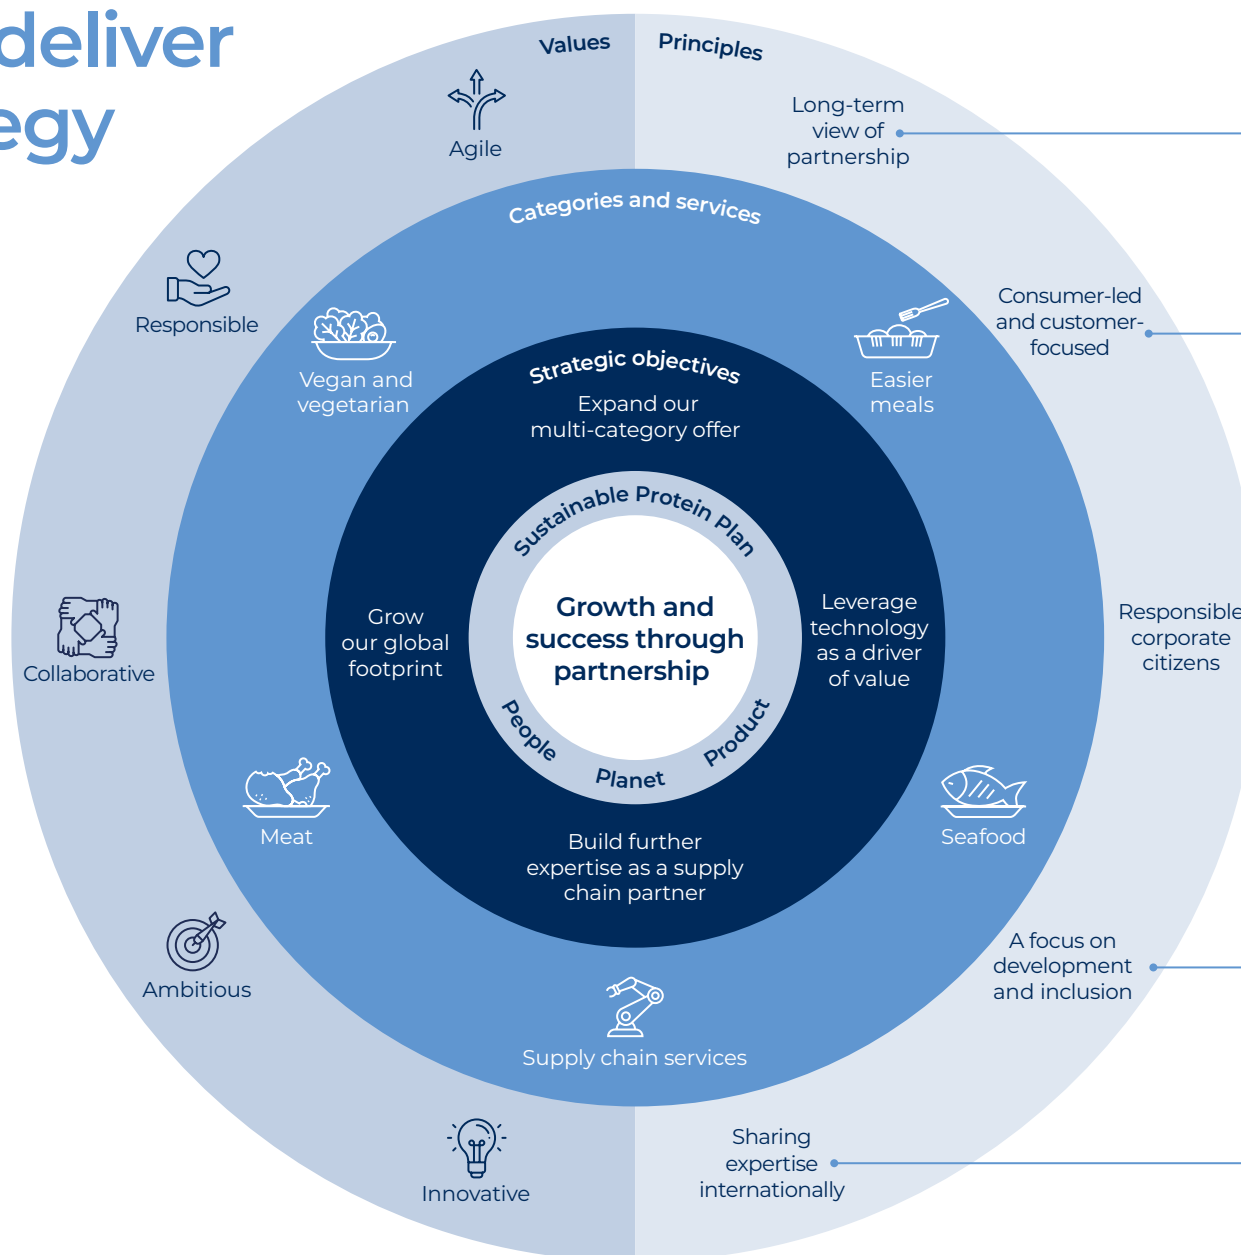 deliver
egy
Values
Principles
Agile
Long-term
view of
partnership
Categories and services
Responsible
Consumer-led
and customer-
focused
Vegan and
vegetarian
Easier
meals
Strategic objectives
Expand our
multi-category offer
Sustainable Protein Plan
Growth and
success through
partnership
Grow
our global
footprint
Leverage
technology
as a driver
of value
Collaborative
Responsible
corporate
citizens
People
Planet
Product
Meat
Seafood
Build further
expertise as a supply
chain partner
Ambitious
A focus on
development
and inclusion
Supply chain services
Innovative
Sharing
expertise
internationally